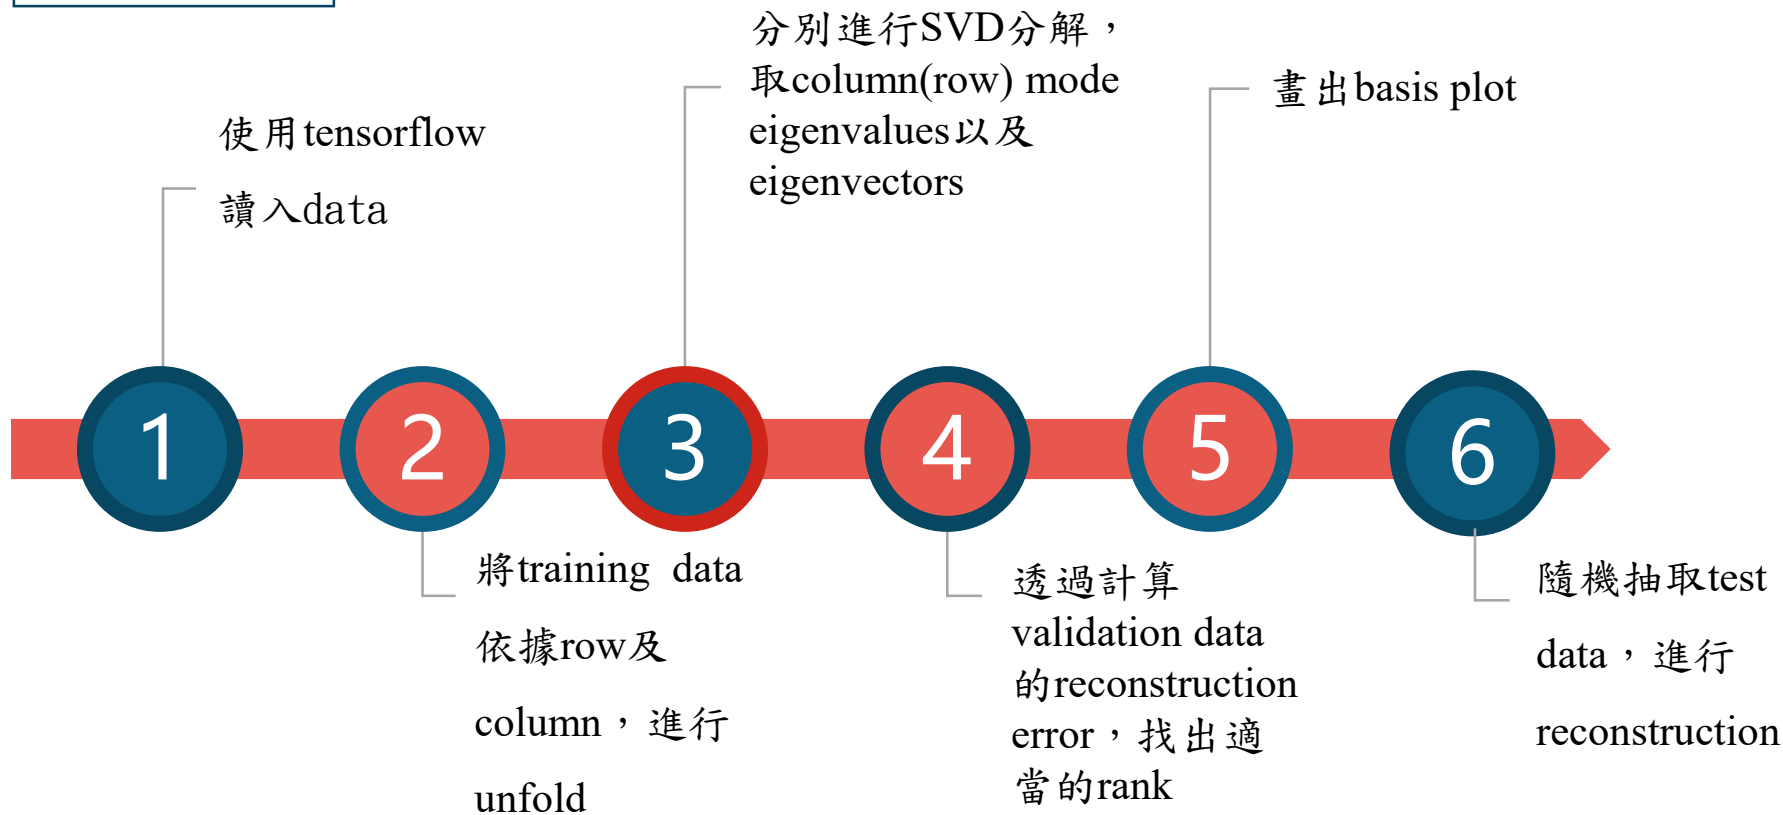 使用tensorflow
讀入data
分別進行SVD分解，
取column(row) mode
eigenvalues以及
eigenvectors
畫出basis plot
1
2
3
4
5
6
將training data
依據row及
column，進行
unfold
透過計算
validation data
的reconstruction
error，找出適
當的rank
隨機抽取test
data，進行
reconstruction